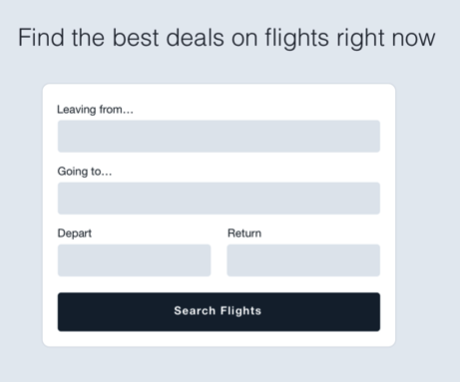 Find the best deals on flights right now
Leaving from...
Going to...
Depart
Return
Search Flights